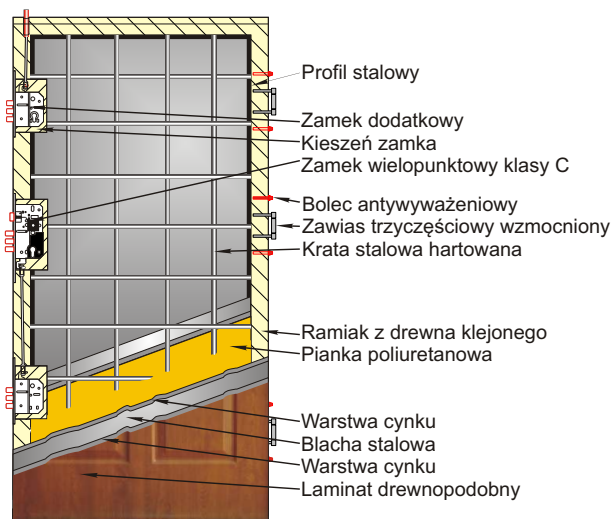 Profil stalowy
Zamek dodatkowy
Kieszeń zamka
Zamek wielopunktowy klasy C
Bolec antywyważeniowy
Zawias trzyczęściowy wzmocniony
Krata stalowa hartowana
Ramiak z drewna klejonego
Pianka poliuretanowa
Warstwa cynku
Blacha stalowa
Warstwa cynku
Laminat drewnopodobny